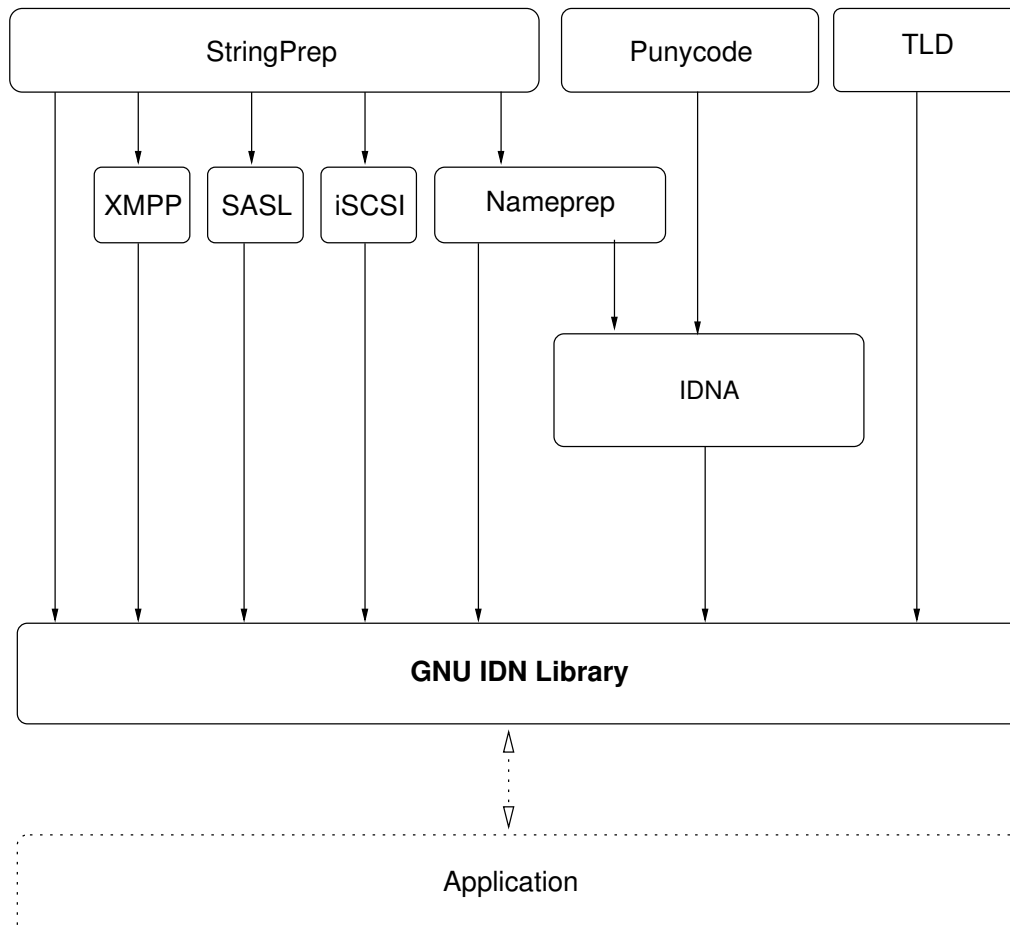 StringPrep
Punycode
TLD
XMPP
SASL
iSCSI
Nameprep
IDNA
GNU IDN Library
Application